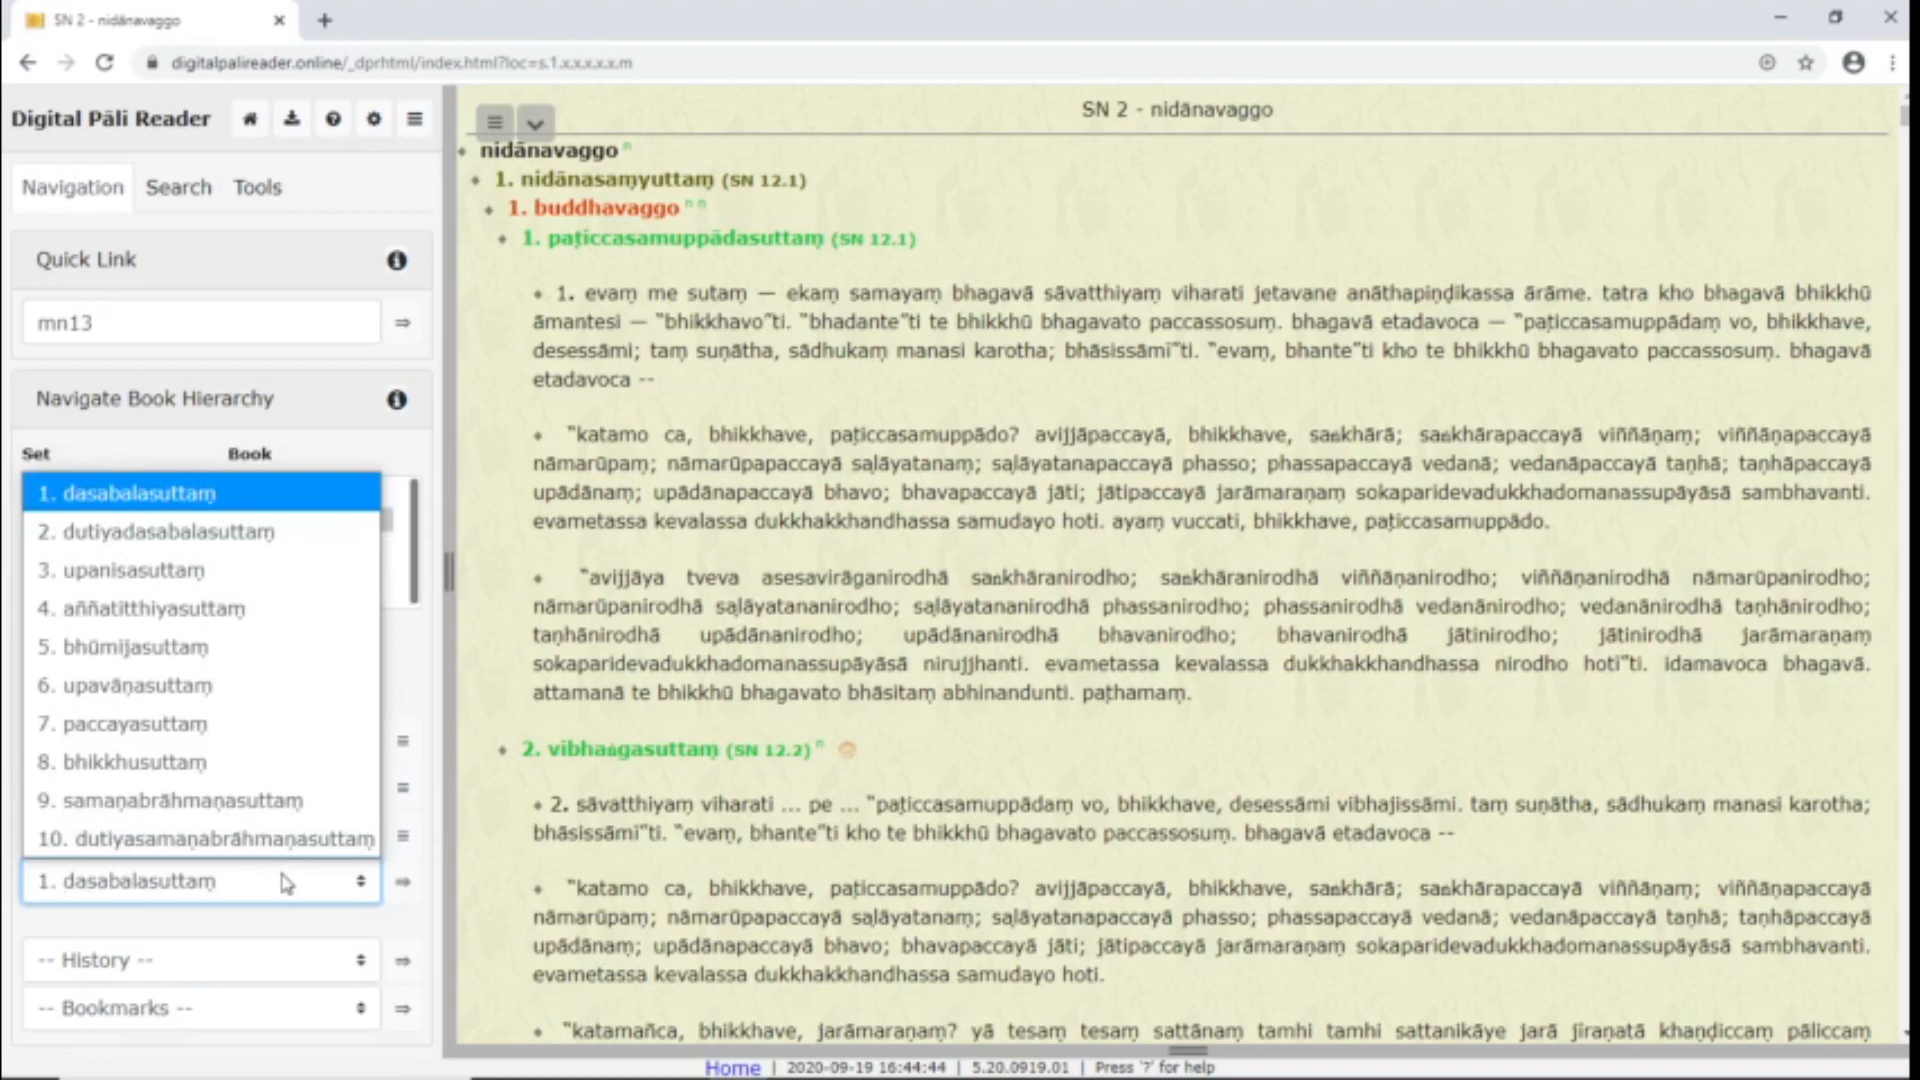 SN 2 - nidānavaggo
digitalpalireader.online/_dprhtml/index.html?loc=s.1.x.x.x.x.m
Digital Pāli Reader
Navigation Search Tools
Quick Link
mn13
Navigate Book Hierarchy
Set Book
1. dasabalasuttaṃ
2. dutiyadasabalasuttaṃ
3. upanisasuttaṃ
4. aññatitthiyasuttaṃ
5. bhūmijasuttaṃ
6. upavāṇasuttaṃ
7. paccayasuttaṃ
8. bhikkhusuttaṃ
9. samaṇabrāhmaṇasuttaṃ
10. dutiyasamaṇabrāhmaṇasuttaṃ
1. dasabalasuttaṃ
-- History --
-- Bookmarks --
SN 2 - nidānavaggo
nidānavaggo n
1. nidānasaṃyuttaṃ (SN 12.1)
1. buddhavaggo n n
1. paṭiccasamuppādasuttaṃ (SN 12.1)
1. evaṃ me sutaṃ — ekaṃ samayaṃ bhagavā sāvatthiyaṃ viharati jetavane anāthapiṇḍikassa ārāme. tatra kho bhagavā bhikkhū
āmantesi — "bhikkhavo"ti. "bhadante"ti te bhikkhū bhagavato paccassosuṃ. bhagavā etadavoca — "paṭiccasamuppādaṃ vo, bhikkhave,
desessāmi; taṃ suṇātha, sādhukaṃ manasi karotha; bhāsissāmī"ti. "evaṃ, bhante"ti kho te bhikkhū bhagavato paccassosuṃ. bhagavā
etadavoca --
"katamo ca, bhikkhave, paṭiccasamuppādo? avijjāpaccayā, bhikkhave, saṅkhārā; saṅkhārapaccayā viññāṇaṃ; viññāṇapaccayā
nāmarūpaṃ; nāmarūpapaccayā saḷāyatanaṃ; saḷāyatanapaccayā phasso; phassapaccayā vedanā; vedanāpaccayā taṇhā; taṇhāpaccayā
upādānaṃ; upādānapaccayā bhavo; bhavapaccayā jāti; jātipaccayā jarāmaraṇaṃ sokaparidevadukkhadomanassupāyāsā sambhavanti.
evametassa kevalassa dukkhakkhandhassa samudayo hoti. ayaṃ vuccati, bhikkhave, paṭiccasamuppādo.
"avijjāya tveva asesavirāganirodhā saṅkhāranirodho; saṅkhāranirodhā viññāṇanirodho; viññāṇanirodhā nāmarūpanirodho;
nāmarūpanirodhā saḷāyatananirodho; saḷāyatananirodhā phassanirodho; phassanirodhā vedanānirodho; vedanānirodhā taṇhānirodho;
taṇhānirodhā upādānanirodho; upādānanirodhā bhavanirodho; bhavanirodhā jātinirodho; jātinirodhā jarāmaraṇaṃ
sokaparidevadukkhadomanassupāyāsā nirujjhanti. evametassa kevalassa dukkhakkhandhassa nirodho hotī"ti. idamavoca bhagavā.
attamanā te bhikkhū bhagavato bhāsitaṃ abhinandunti. paṭhamaṃ.
2. vibhaṅgasuttaṃ (SN 12.2) n
2. sāvatthiyaṃ viharati ... pe ... "paṭiccasamuppādaṃ vo, bhikkhave, desessāmi vibhajissāmi. taṃ suṇātha, sādhukaṃ manasi karotha;
bhāsissāmī"ti. "evaṃ, bhante"ti kho te bhikkhū bhagavato paccassosuṃ. bhagavā etadavoca --
"katamo ca, bhikkhave, paṭiccasamuppādo? avijjāpaccayā, bhikkhave, saṅkhārā; saṅkhārapaccayā viññāṇaṃ; viññāṇapaccayā
nāmarūpaṃ; nāmarūpapaccayā saḷāyatanaṃ; saḷāyatanapaccayā phasso; phassapaccayā vedanā; vedanāpaccayā taṇhā; taṇhāpaccayā
upādānaṃ; upādānapaccayā bhavo; bhavapaccayā jāti; jātipaccayā jarāmaraṇaṃ sokaparidevadukkhadomanassupāyāsā sambhavanti.
evametassa kevalassa dukkhakkhandhassa samudayo hoti.
"katamañca, bhikkhave, jarāmaraṇaṃ? yā tesaṃ tesaṃ sattānaṃ tamhi tamhi sattanikāye jarā jīraṇatā khaṇḍiccaṃ pāliccaṃ
Home | 2020-09-19 16:44:44 | 5.20.0919.01 | Press '?' for help